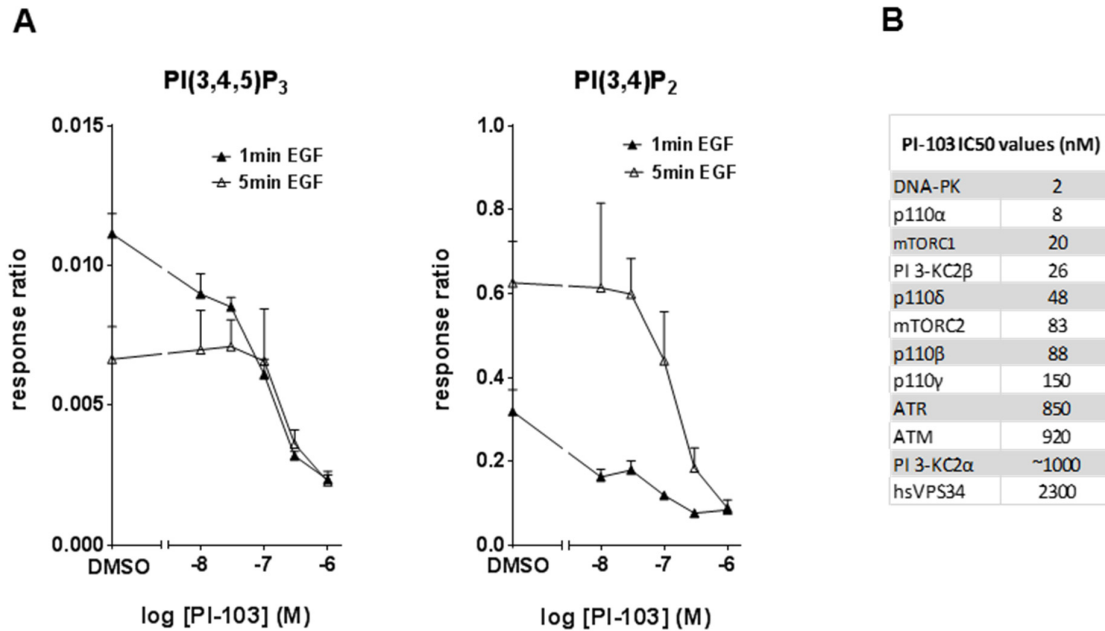 A
PI(3,4,5)P3
0.015
0.010
0.005
0.000
response ratio
1min EGF
5min EGF
DMSO -8 -7 -6
log [PI-103] (M)
PI(3,4)P2
1.0
0.8
0.6
0.4
0.2
0.0
response ratio
1min EGF
5min EGF
DMSO -8 -7 -6
log [PI-103] (M)
B
PI-103 IC50 values (nM)
DNA-PK 2
p110α 8
mTORC1 20
PI 3-KC2β 26
p110δ 48
mTORC2 83
p110β 88
p110γ 150
ATR 850
ATM 920
PI 3-KC2α ~1000
hsVPS34 2300